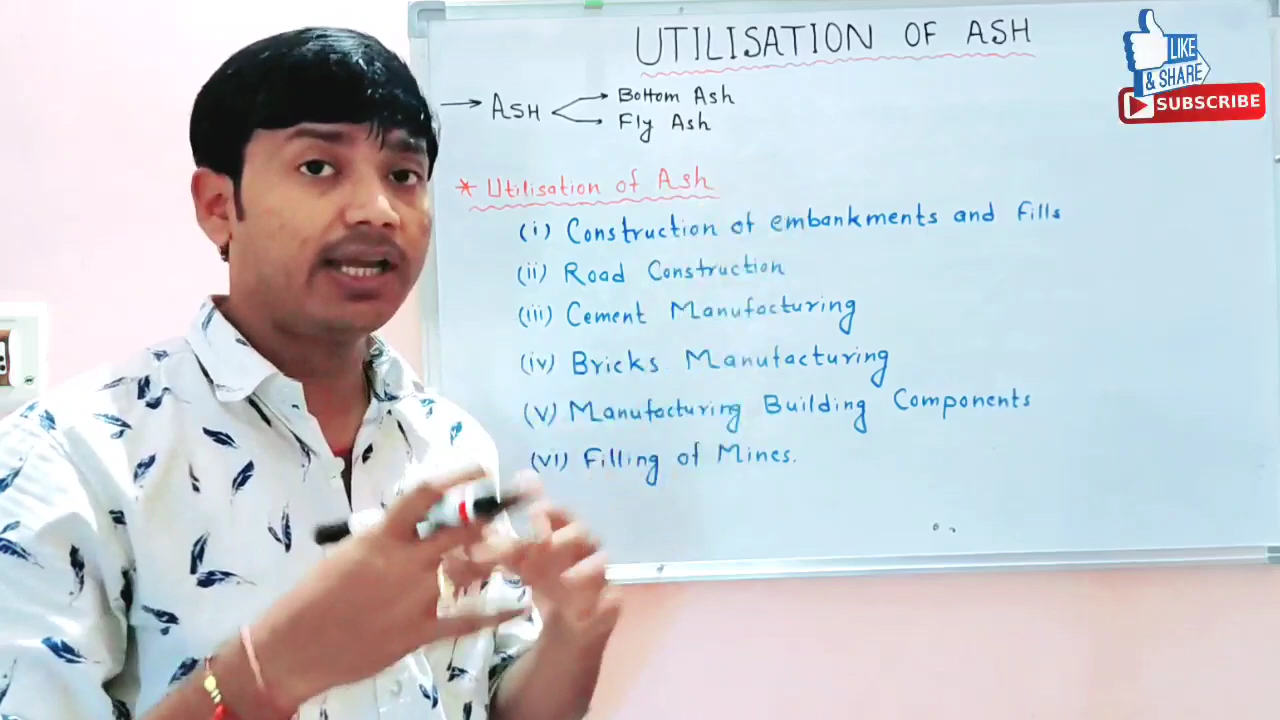 UTILISATION OF ASH
LIKE
& SHARE
SUBSCRIBE
→ ASH → Bottom Ash
→ Fly Ash
* Utilisation of Ash
(i) Construction of embankments and fills
(ii) Road Construction
(iii) Cement Manufacturing
(iv) Bricks Manufacturing
(v) Manufacturing Building Components
(vi) Filling of Mines.